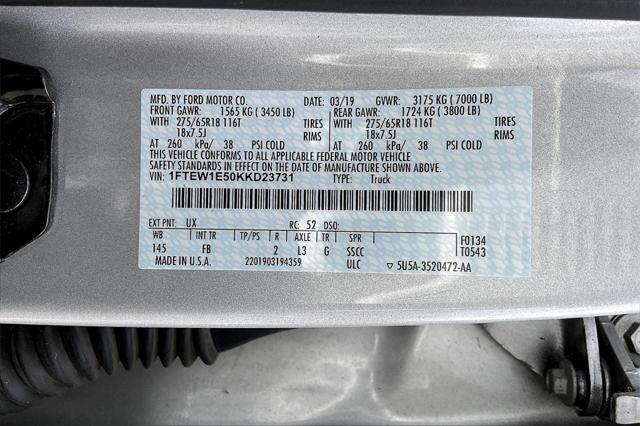 MFD. BY FORD MOTOR CO. DATE: 03/19 GVWR: 3175 KG ( 7000 LB)
FRONT GAWR: 1565 KG ( 3450 LB) REAR GAWR: 1724 KG ( 3800 LB)
WITH 275/65R18 116T TIRES WITH 275/65R18 116T TIRES
18x7.5J RIMS 18x7.5J RIMS
AT 260 kPa/ 38 PSI COLD AT 260 kPa/ 38 PSI COLD
THIS VEHICLE CONFORMS TO ALL APPLICABLE FEDERAL MOTOR VEHICLE
SAFETY STANDARDS IN EFFECT ON THE DATE OF MANUFACTURE SHOWN ABOVE.
VIN: 1FTEW1E50KKD23731 TYPE: Truck
EXT PNT: UX RC: 52 DSO:
WB INT TR TP/PS R AXLE TR SPR F0134
145 FB 2 L3 G SSCC T0543
MADE IN U.S.A. 2201903194359 ULC ▽ 5U5A-3520472-AA